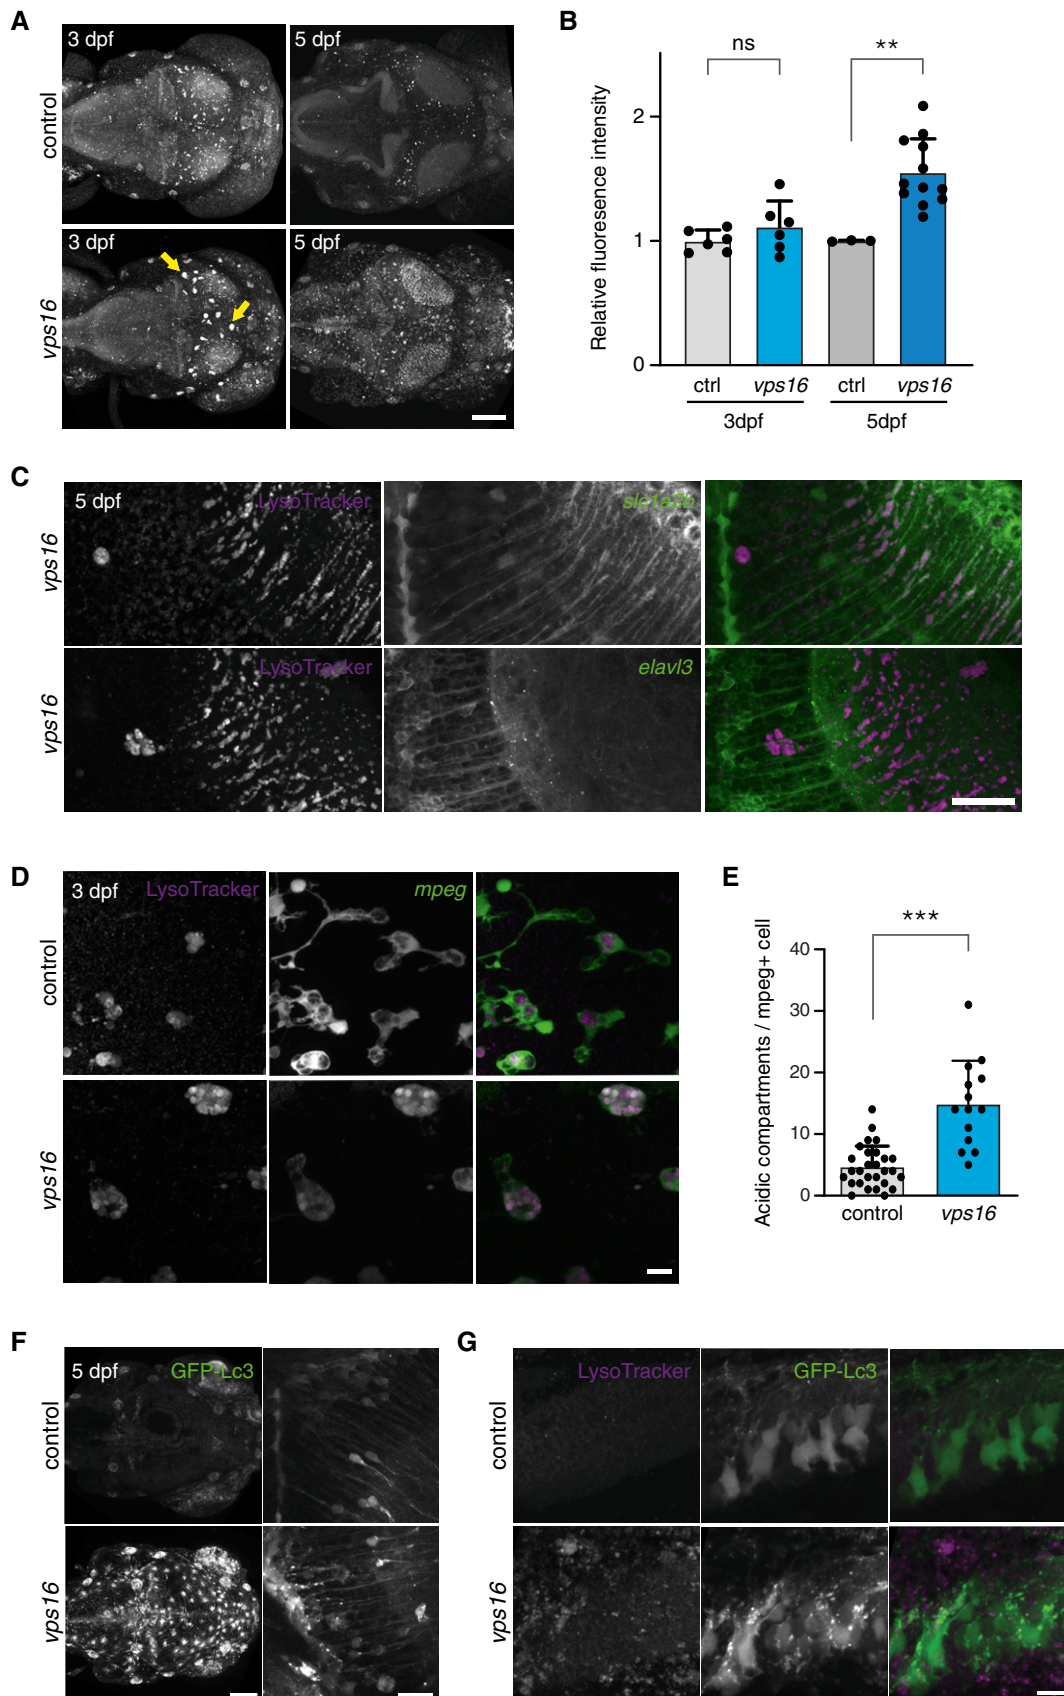 A
3 dpf
5 dpf
control
3 dpf
5 dpf
vps16
B
ns
**
Relative fluoresence intensity
2
1
0
ctrl
vps16
ctrl
vps16
3dpf
5dpf
C
5 dpf
LysoTracker
slc1a2b
vps16
LysoTracker
elavl3
vps16
D
3 dpf
LysoTracker
mpeg
control
vps16
E
***
Acidic compartments / mpeg+ cell
40
30
20
10
0
control
vps16
F
5 dpf
GFP-Lc3
control
vps16
G
LysoTracker
GFP-Lc3
control
vps16